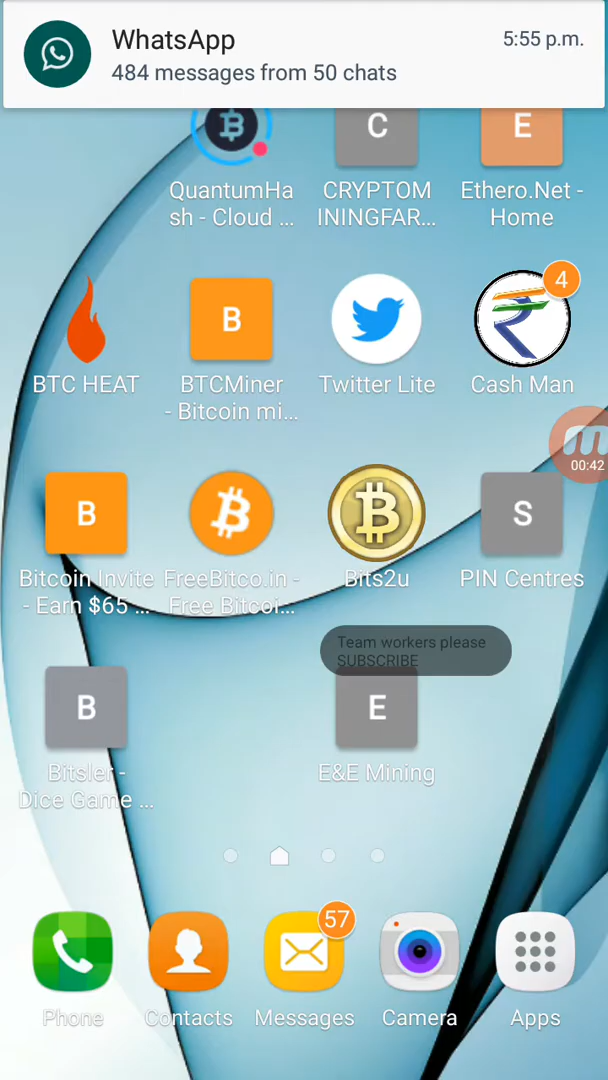 WhatsApp
5:55 p.m.
484 messages from 50 chats
C
E
QuantumHa
sh - Cloud ...
CRYPTOM
ININGFAR...
Ethero.Net -
Home
4
B
BTC HEAT
BTCMiner
- Bitcoin mi...
Twitter Lite
Cash Man
00:42
B
S
Bitcoin Invite
- Earn $65 ...
FreeBitco.in -
Free Bitcoi...
Bits2u
PIN Centres
Team workers please
SUBSCRIBE
B
E
Bitsler -
Dice Game ...
E&E Mining
57
Phone
Contacts
Messages
Camera
Apps